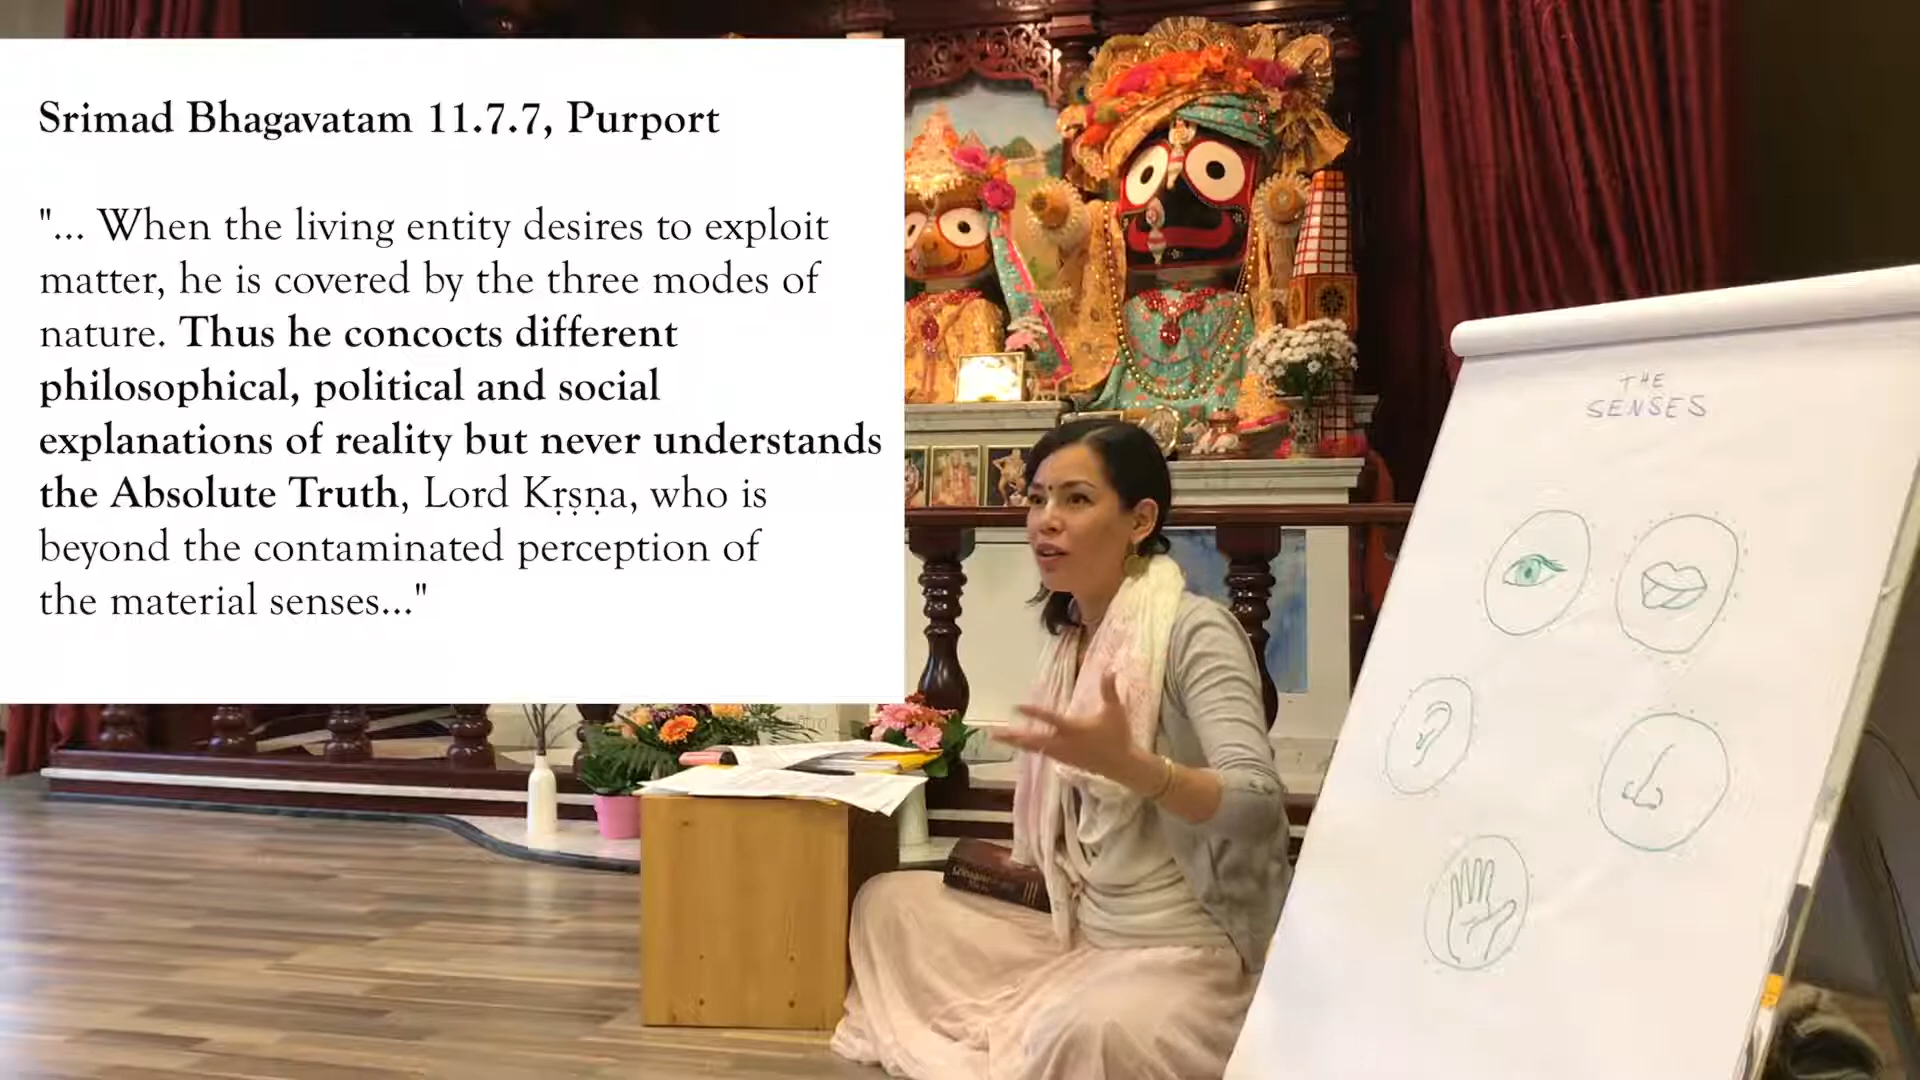 Srimad Bhagavatam 11.7.7, Purport
"... When the living entity desires to exploit
matter, he is covered by the three modes of
nature. Thus he concocts different
philosophical, political and social
explanations of reality but never understands
the Absolute Truth, Lord Kṛṣṇa, who is
beyond the contaminated perception of
the material senses..."
THE
SENSES